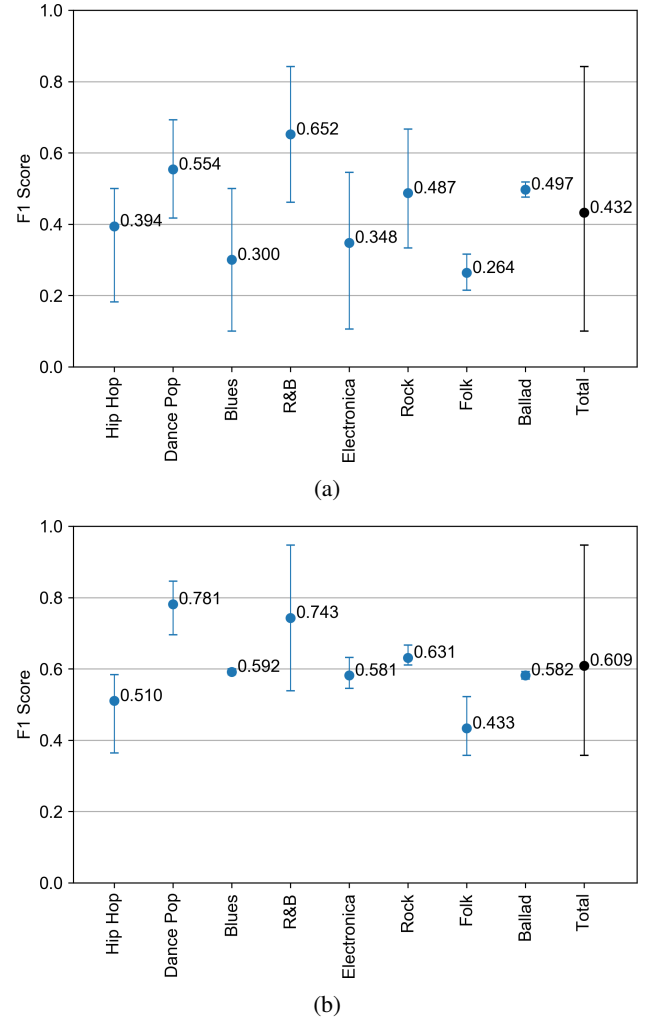 1.0
0.8
0.6
0.4
0.2
0.0
F1 Score
0.394
0.554
0.300
0.652
0.348
0.487
0.264
0.497
0.432
Hip Hop
Dance Pop
Blues
R&B
Electronica
Rock
Folk
Ballad
Total
(a)
1.0
0.8
0.6
0.4
0.2
0.0
F1 Score
0.510
0.781
0.592
0.743
0.581
0.631
0.433
0.582
0.609
Hip Hop
Dance Pop
Blues
R&B
Electronica
Rock
Folk
Ballad
Total
(b)